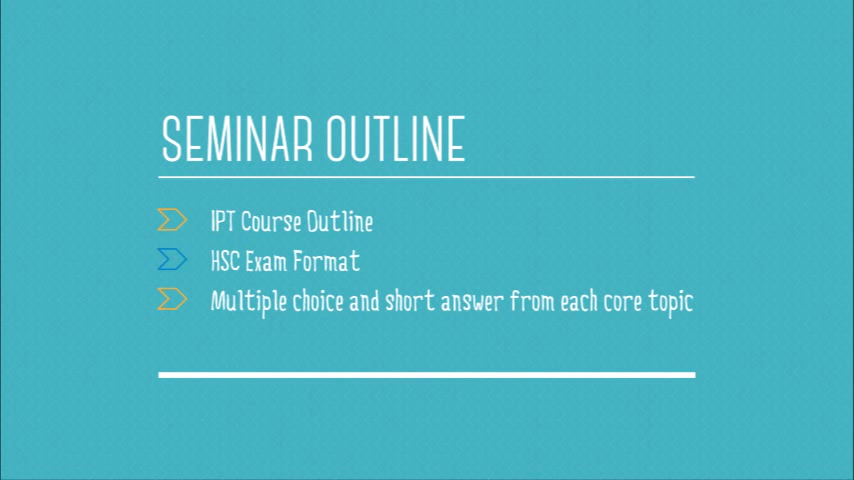 SEMINAR OUTLINE
IPT Course Outline
HSC Exam Format
Multiple choice and short answer from each core topic